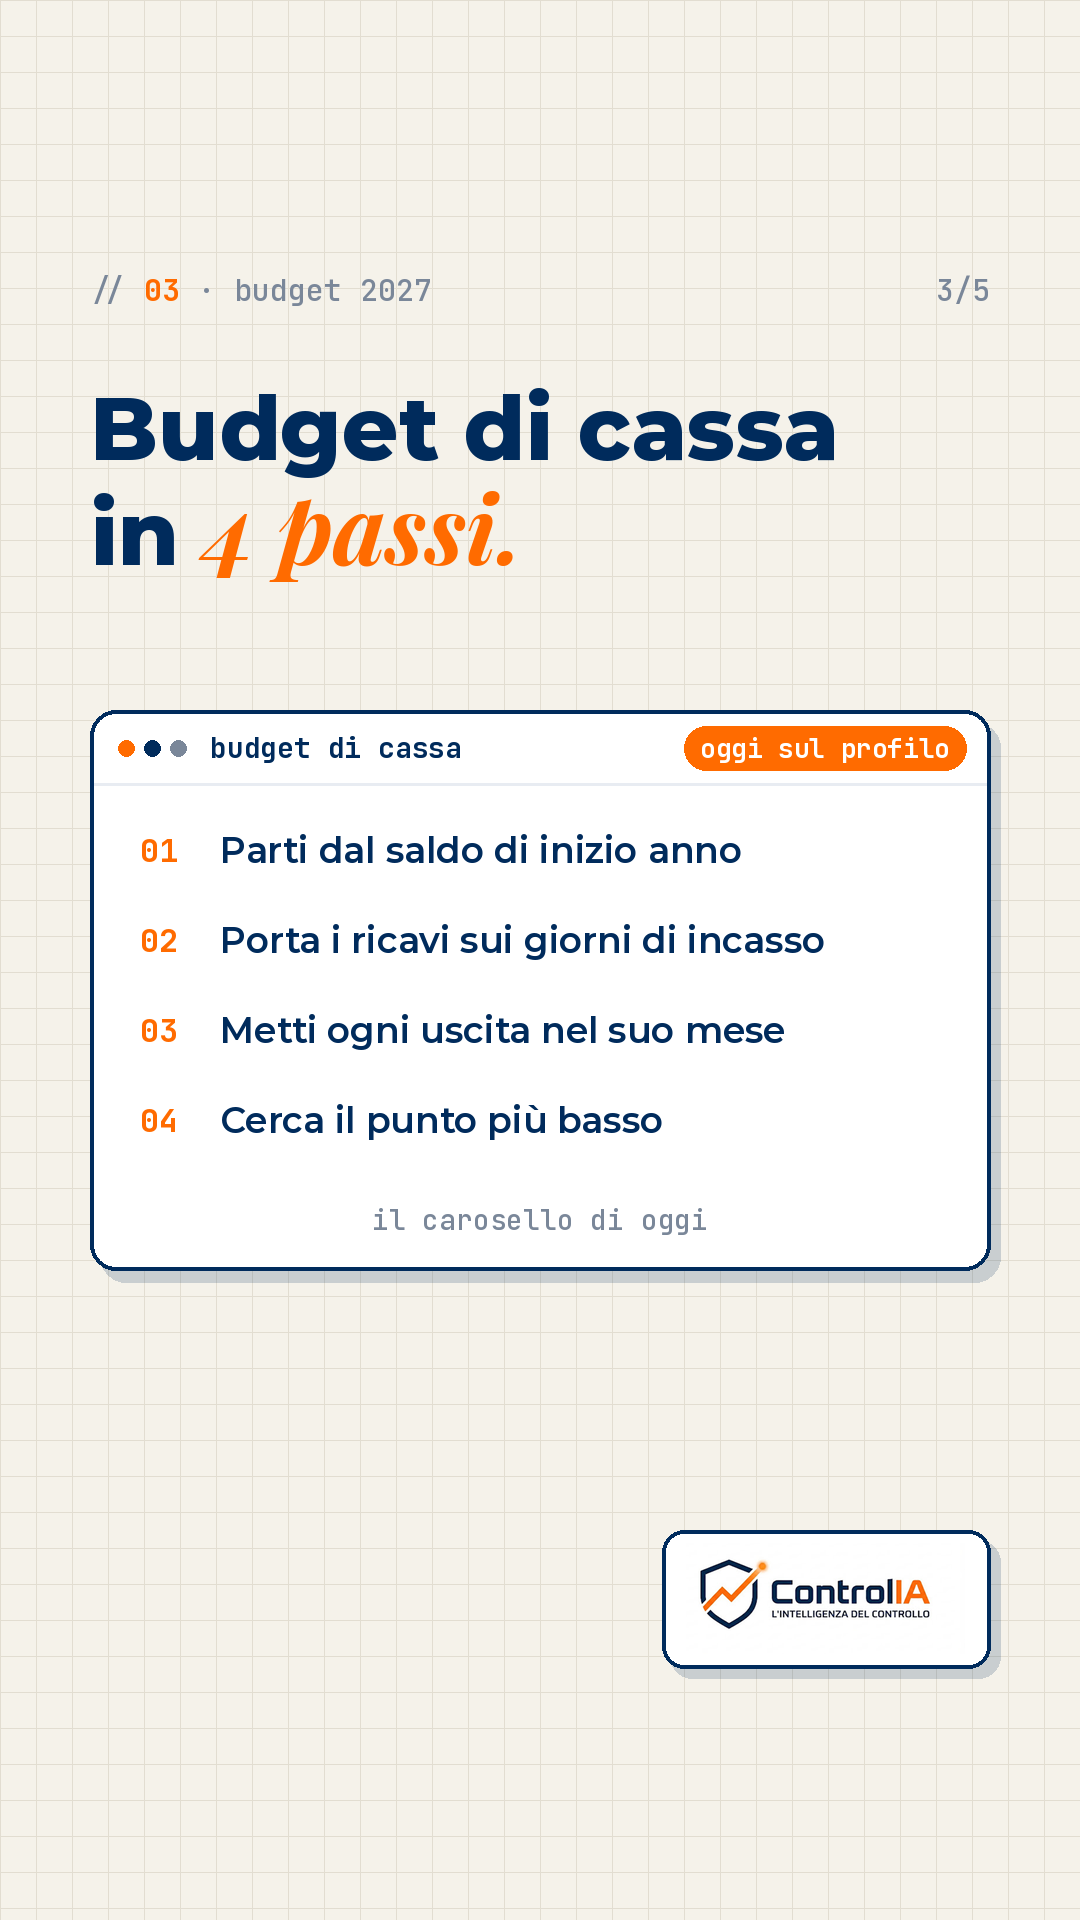 // 03 · budget 2027
3/5
Budget di cassa
in 4 passi.
budget di cassa
oggi sul profilo
01 Parti dal saldo di inizio anno
02 Porta i ricavi sui giorni di incasso
03 Metti ogni uscita nel suo mese
04 Cerca il punto più basso
il carosello di oggi
ControlIA
L'INTELLIGENZA DEL CONTROLLO